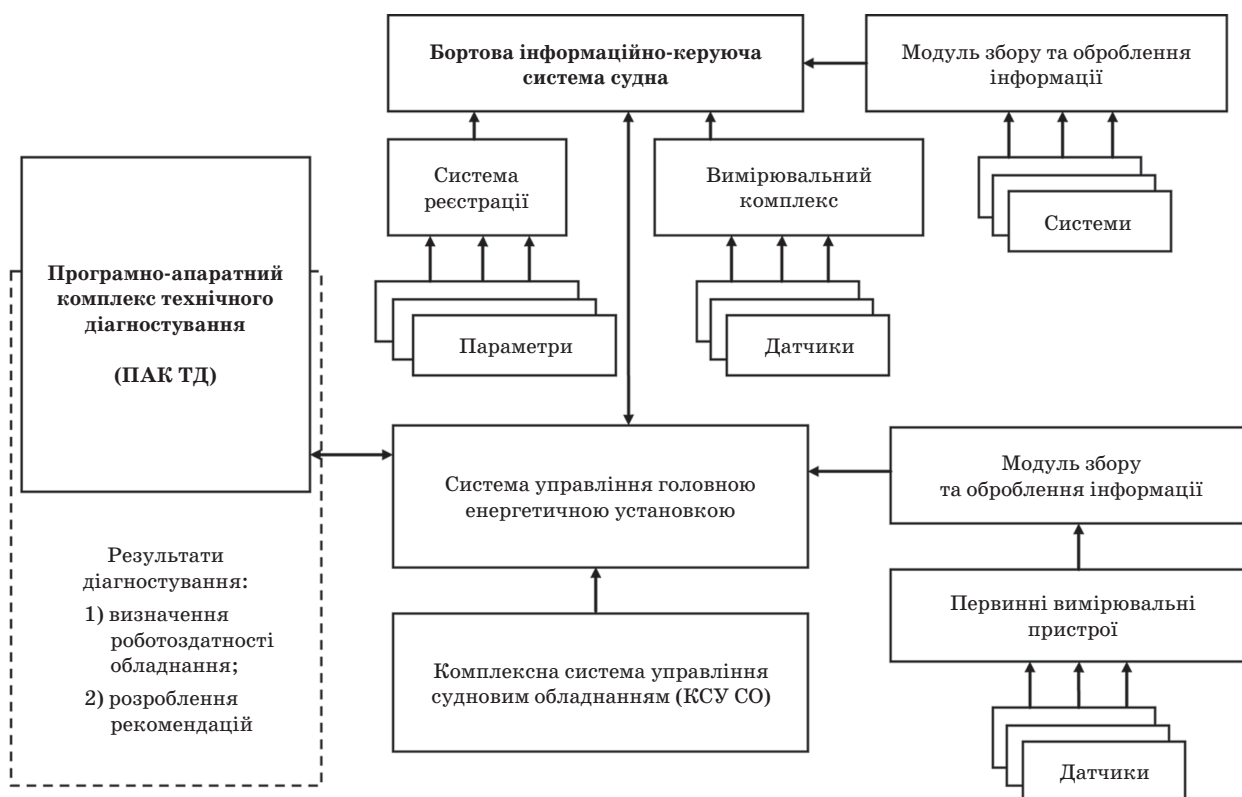 Бортова інформаційно-керуюча
система судна
Модуль збору та оброблення
інформації
Система
реєстрації
Вимірювальний
комплекс
Системи
Параметри
Датчики
Програмно-апаратний
комплекс технічного
діагностування
(ПАК ТД)
Система управління головною
енергетичною установкою
Модуль збору
та оброблення інформації
Результати
діагностування:
1) визначення
роботоздатності
обладнання;
2) розроблення
рекомендацій
Комплексна система управління
судновим обладнанням (КСУ СО)
Первинні вимірювальні
пристрої
Датчики